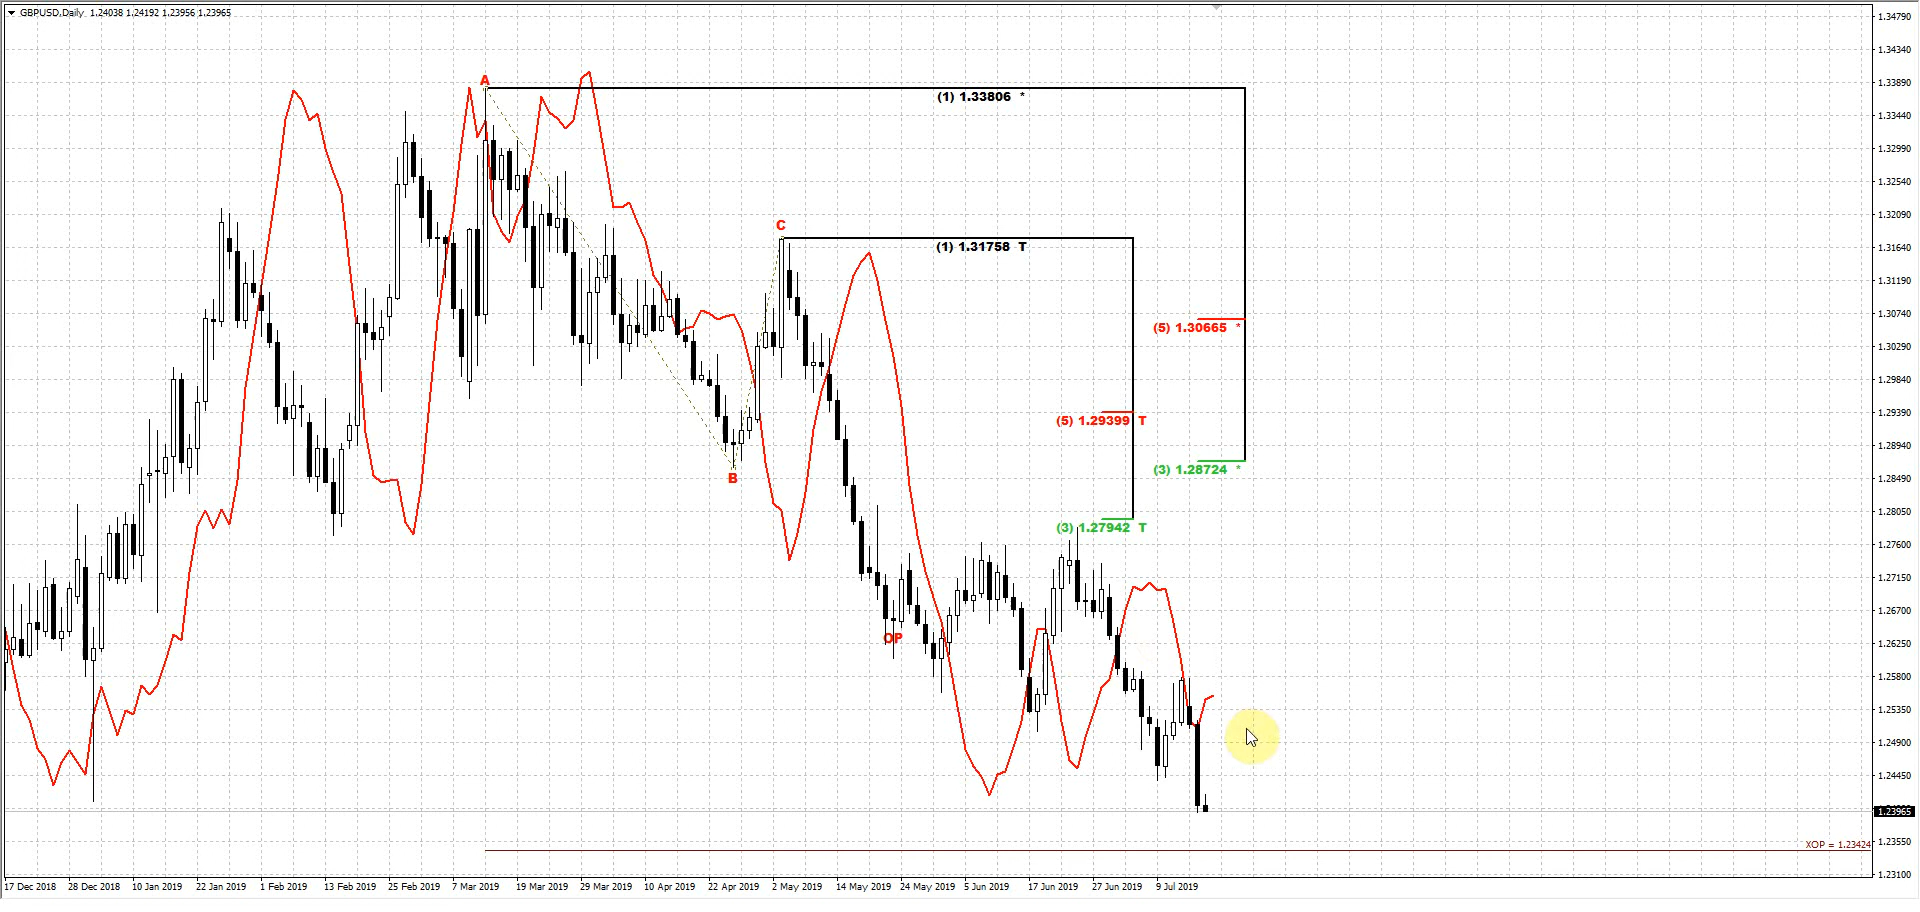 GBPUSD,Daily 1.24038 1.24192 1.23956 1.23965
A
(1) 1.33806 *
C
(1) 1.31758 T
(5) 1.30665 *
(5) 1.29399 T
(3) 1.28724 *
B
(3) 1.27942 T
OP
XOP = 1.23424
1.34790
1.34340
1.33890
1.33440
1.32990
1.32540
1.32090
1.31640
1.31190
1.30740
1.30290
1.29840
1.29390
1.28940
1.28490
1.28050
1.27600
1.27150
1.26700
1.26250
1.25800
1.25350
1.24900
1.24450
1.23965
1.23550
1.23100
17 Dec 2018 28 Dec 2018 10 Jan 2019 22 Jan 2019 1 Feb 2019 13 Feb 2019 25 Feb 2019 7 Mar 2019 19 Mar 2019 29 Mar 2019 10 Apr 2019 22 Apr 2019 2 May 2019 14 May 2019 24 May 2019 5 Jun 2019 17 Jun 2019 27 Jun 2019 9 Jul 2019